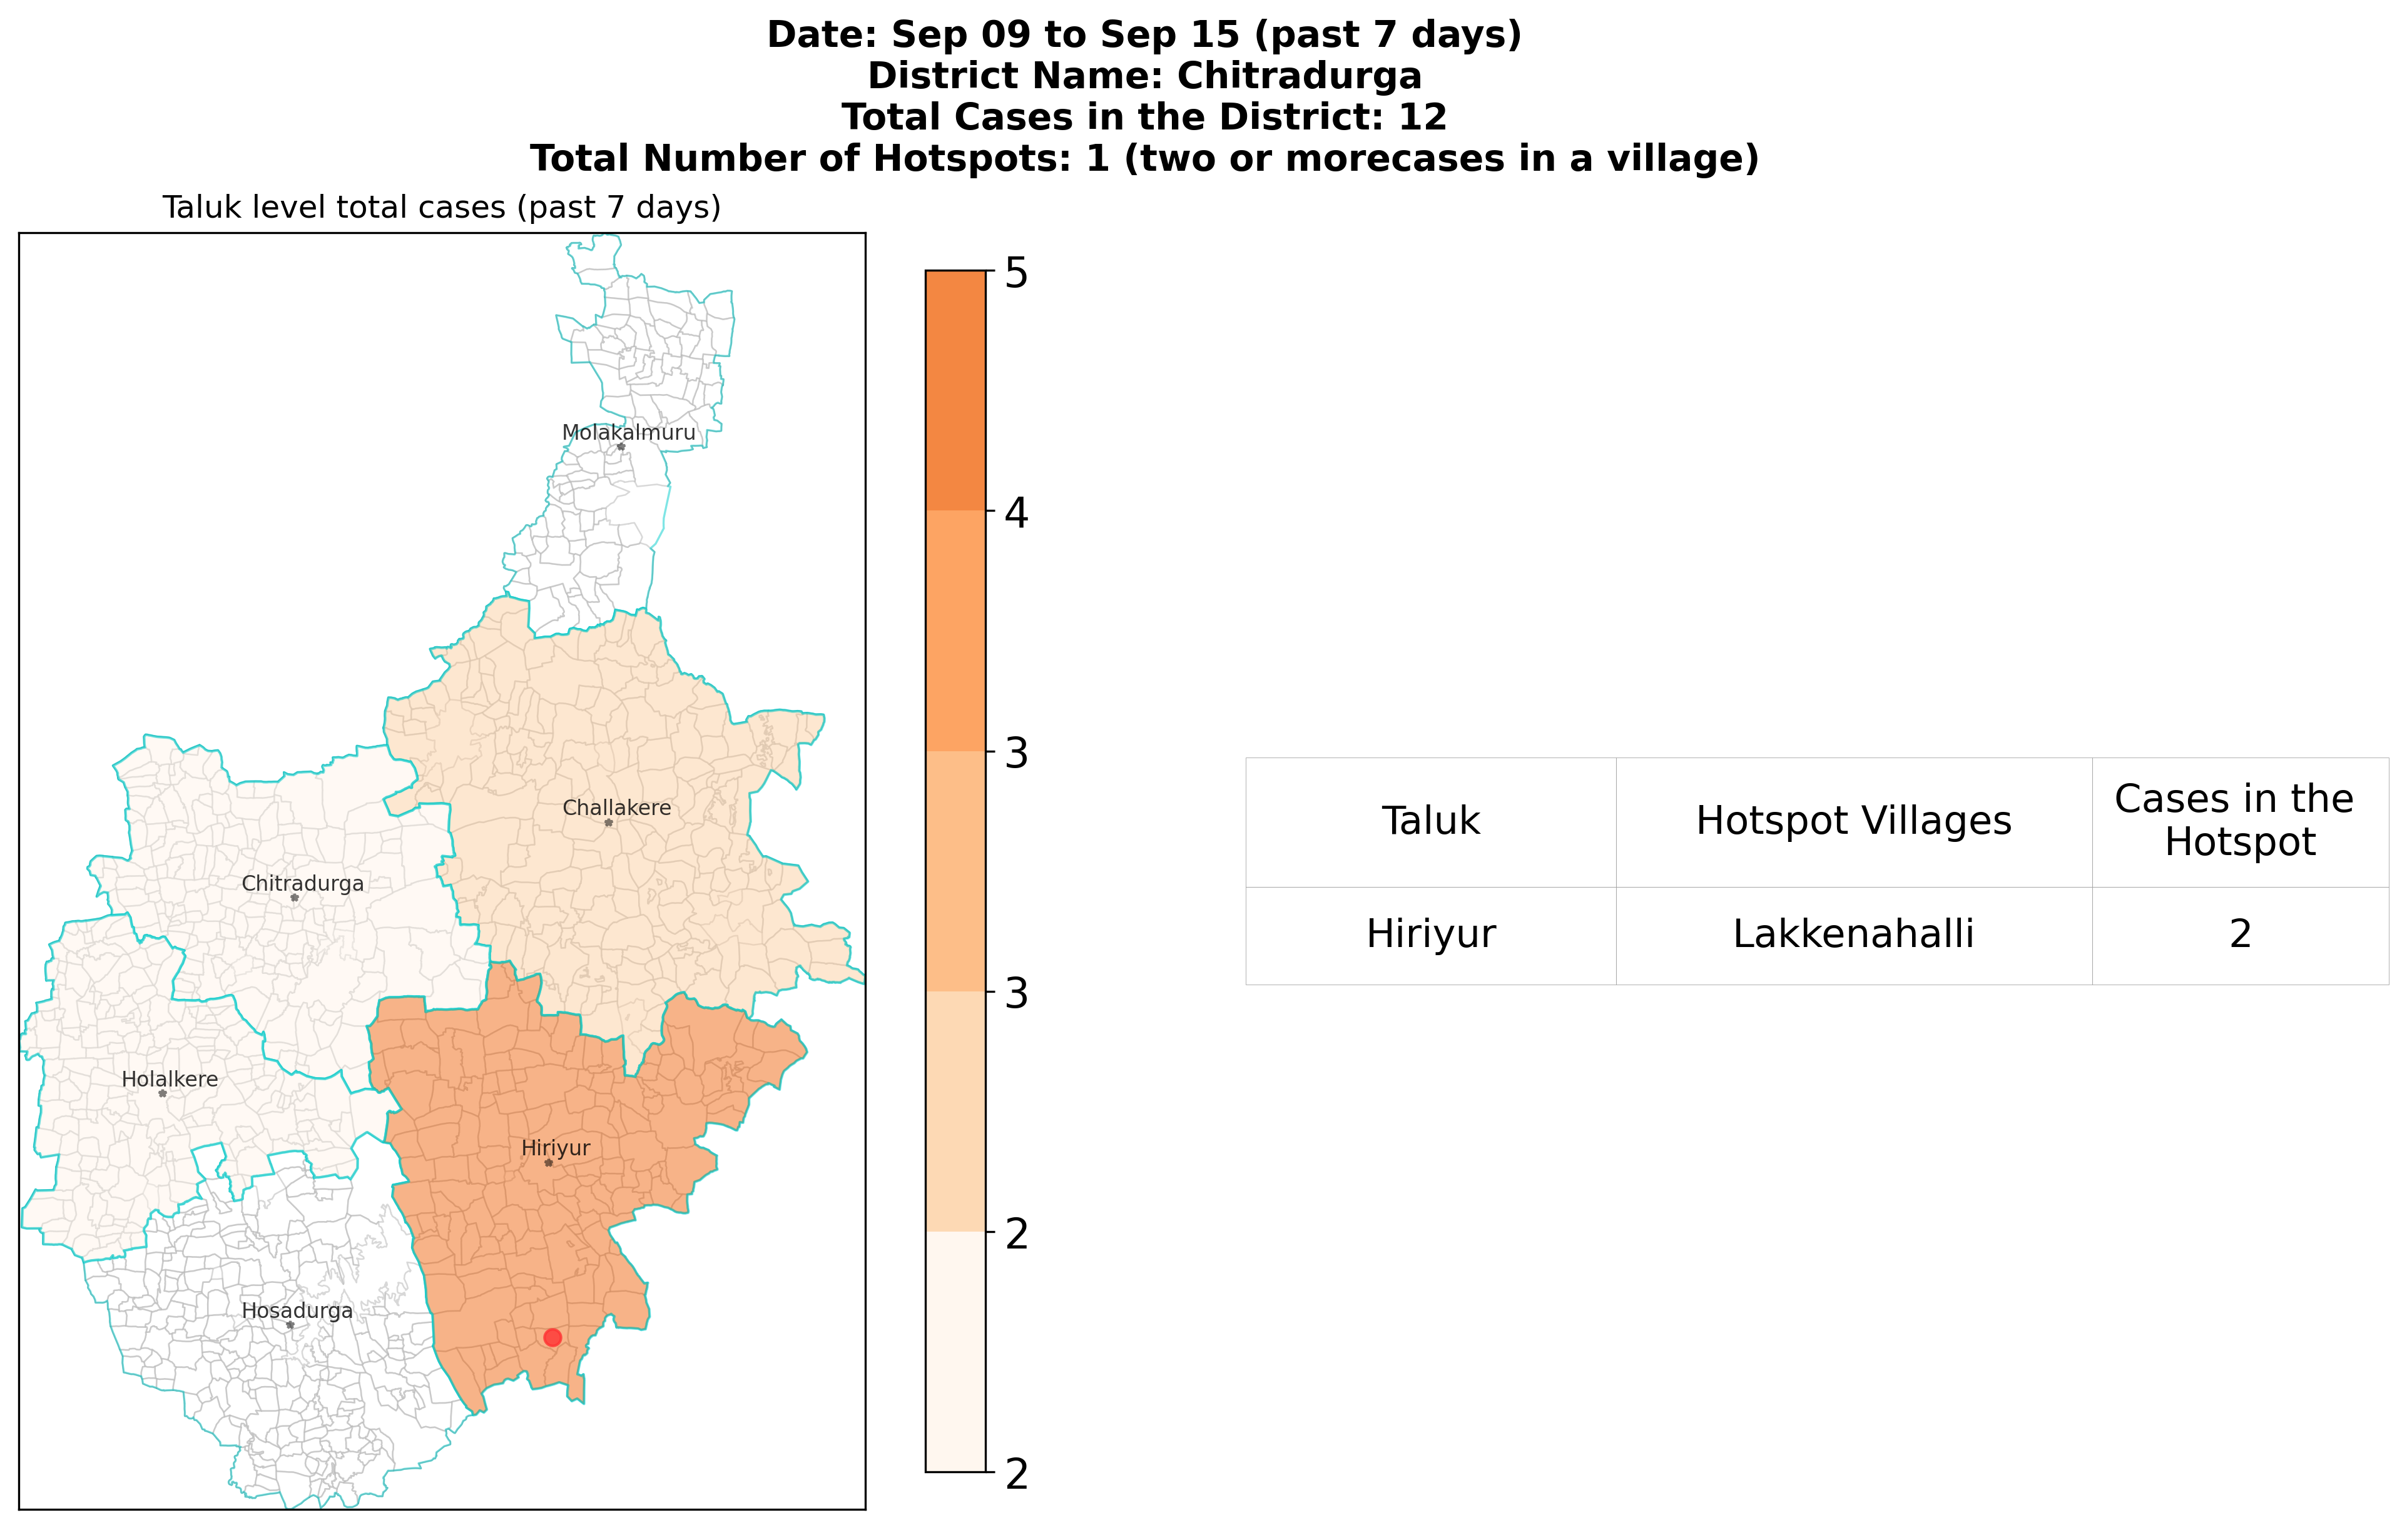 Date: Sep 09 to Sep 15 (past 7 days)
District Name: Chitradurga
Total Cases in the District: 12
Total Number of Hotspots: 1 (two or morecases in a village)
Taluk level total cases (past 7 days)
Molakalmuru
Challakere
Chitradurga
Holalkere
Hiriyur
Hosadurga
5
4
3
3
2
2
Taluk
Hotspot Villages
Cases in the
Hotspot
Hiriyur
Lakkenahalli
2